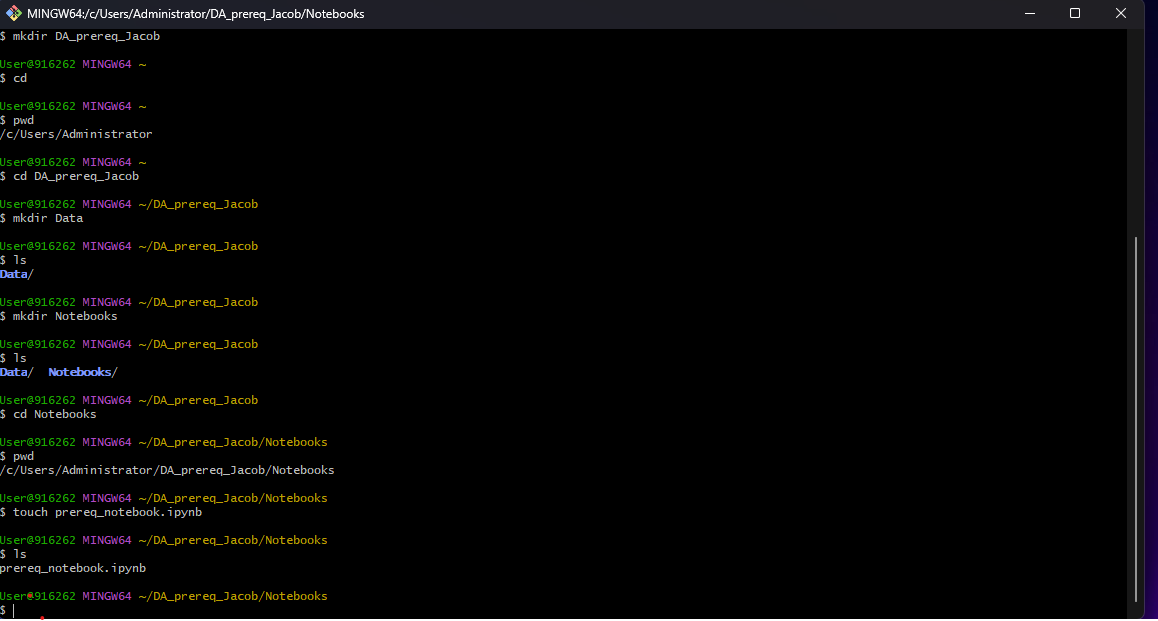 MINGW64:/c/Users/Administrator/DA_prereq_Jacob/Notebooks
$ mkdir DA_prereq_Jacob
User@916262 MINGW64 ~
$ cd
User@916262 MINGW64 ~
$ pwd
/c/Users/Administrator
User@916262 MINGW64 ~
$ cd DA_prereq_Jacob
User@916262 MINGW64 ~/DA_prereq_Jacob
$ mkdir Data
User@916262 MINGW64 ~/DA_prereq_Jacob
$ ls
Data/
User@916262 MINGW64 ~/DA_prereq_Jacob
$ mkdir Notebooks
User@916262 MINGW64 ~/DA_prereq_Jacob
$ ls
Data/  Notebooks/
User@916262 MINGW64 ~/DA_prereq_Jacob
$ cd Notebooks
User@916262 MINGW64 ~/DA_prereq_Jacob/Notebooks
$ pwd
/c/Users/Administrator/DA_prereq_Jacob/Notebooks
User@916262 MINGW64 ~/DA_prereq_Jacob/Notebooks
$ touch prereq_notebook.ipynb
User@916262 MINGW64 ~/DA_prereq_Jacob/Notebooks
$ ls
prereq_notebook.ipynb
User@916262 MINGW64 ~/DA_prereq_Jacob/Notebooks
$